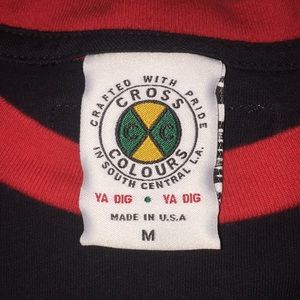 CRAFTED WITH PRIDE
CROSS
C C
COLOURS
IN SOUTH CENTRAL L.A.
YA DIG • YA DIG
MADE IN U.S.A
M